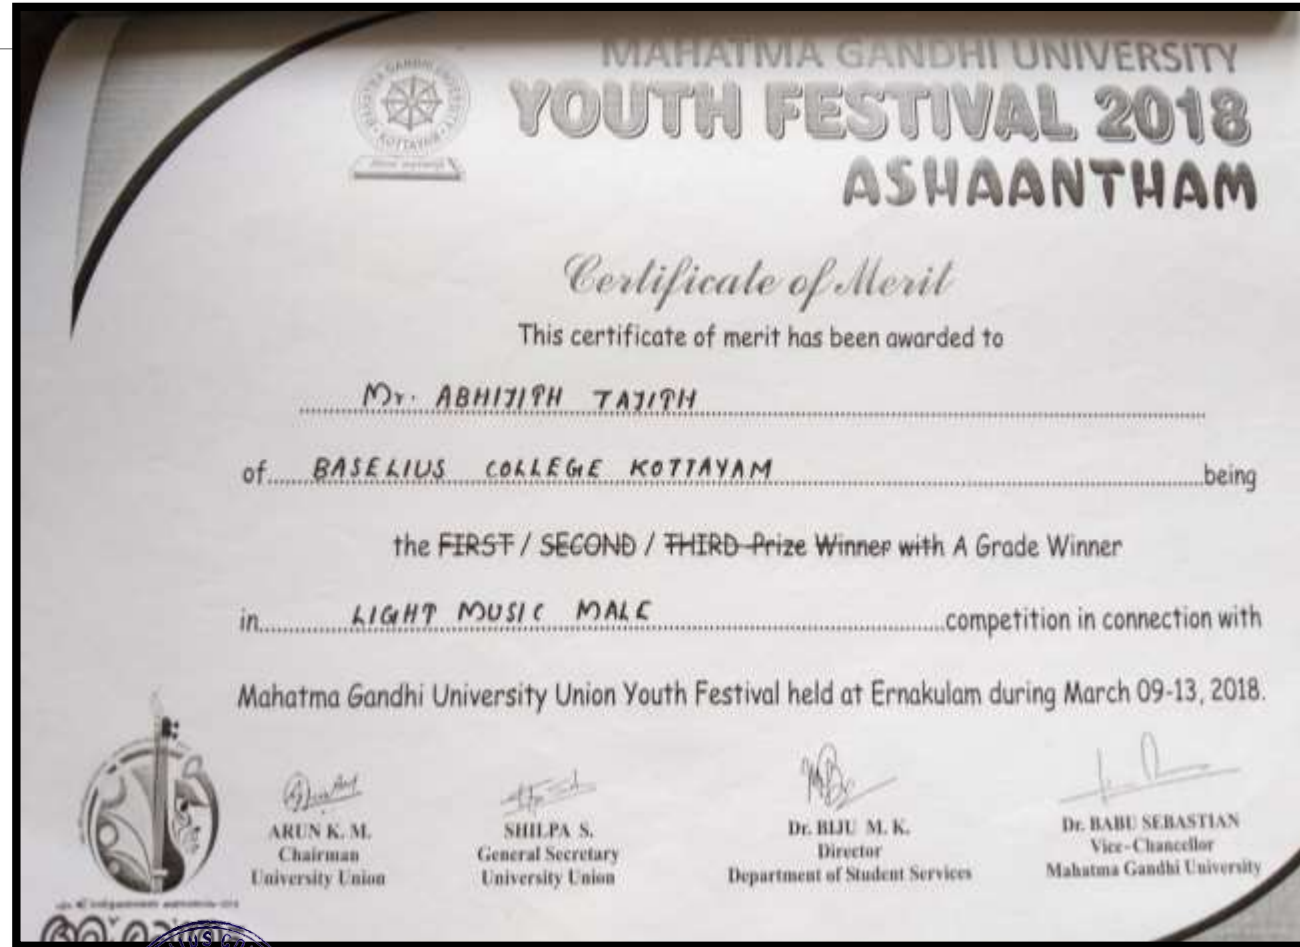 MAHATMA GANDHI UNIVERSITY
YOUTH FESTIVAL 2018
ASHAANTHAM
MAHATMA GANDHI UNIVERSITY
KOTTAYAM
Certificate of Merit
This certificate of merit has been awarded to
Mr. ABHIJITH TAJITH
of BASELIUS COLLEGE KOTTAYAM being
the FIRST / SECOND / THIRD Prize Winner with A Grade Winner
in LIGHT MUSIC MALE competition in connection with
Mahatma Gandhi University Union Youth Festival held at Ernakulam during March 09-13, 2018.
ARUN K. M.
Chairman
University Union
SHILPA S.
General Secretary
University Union
Dr. BIJU M. K.
Director
Department of Student Services
Dr. BABU SEBASTIAN
Vice-Chancellor
Mahatma Gandhi University